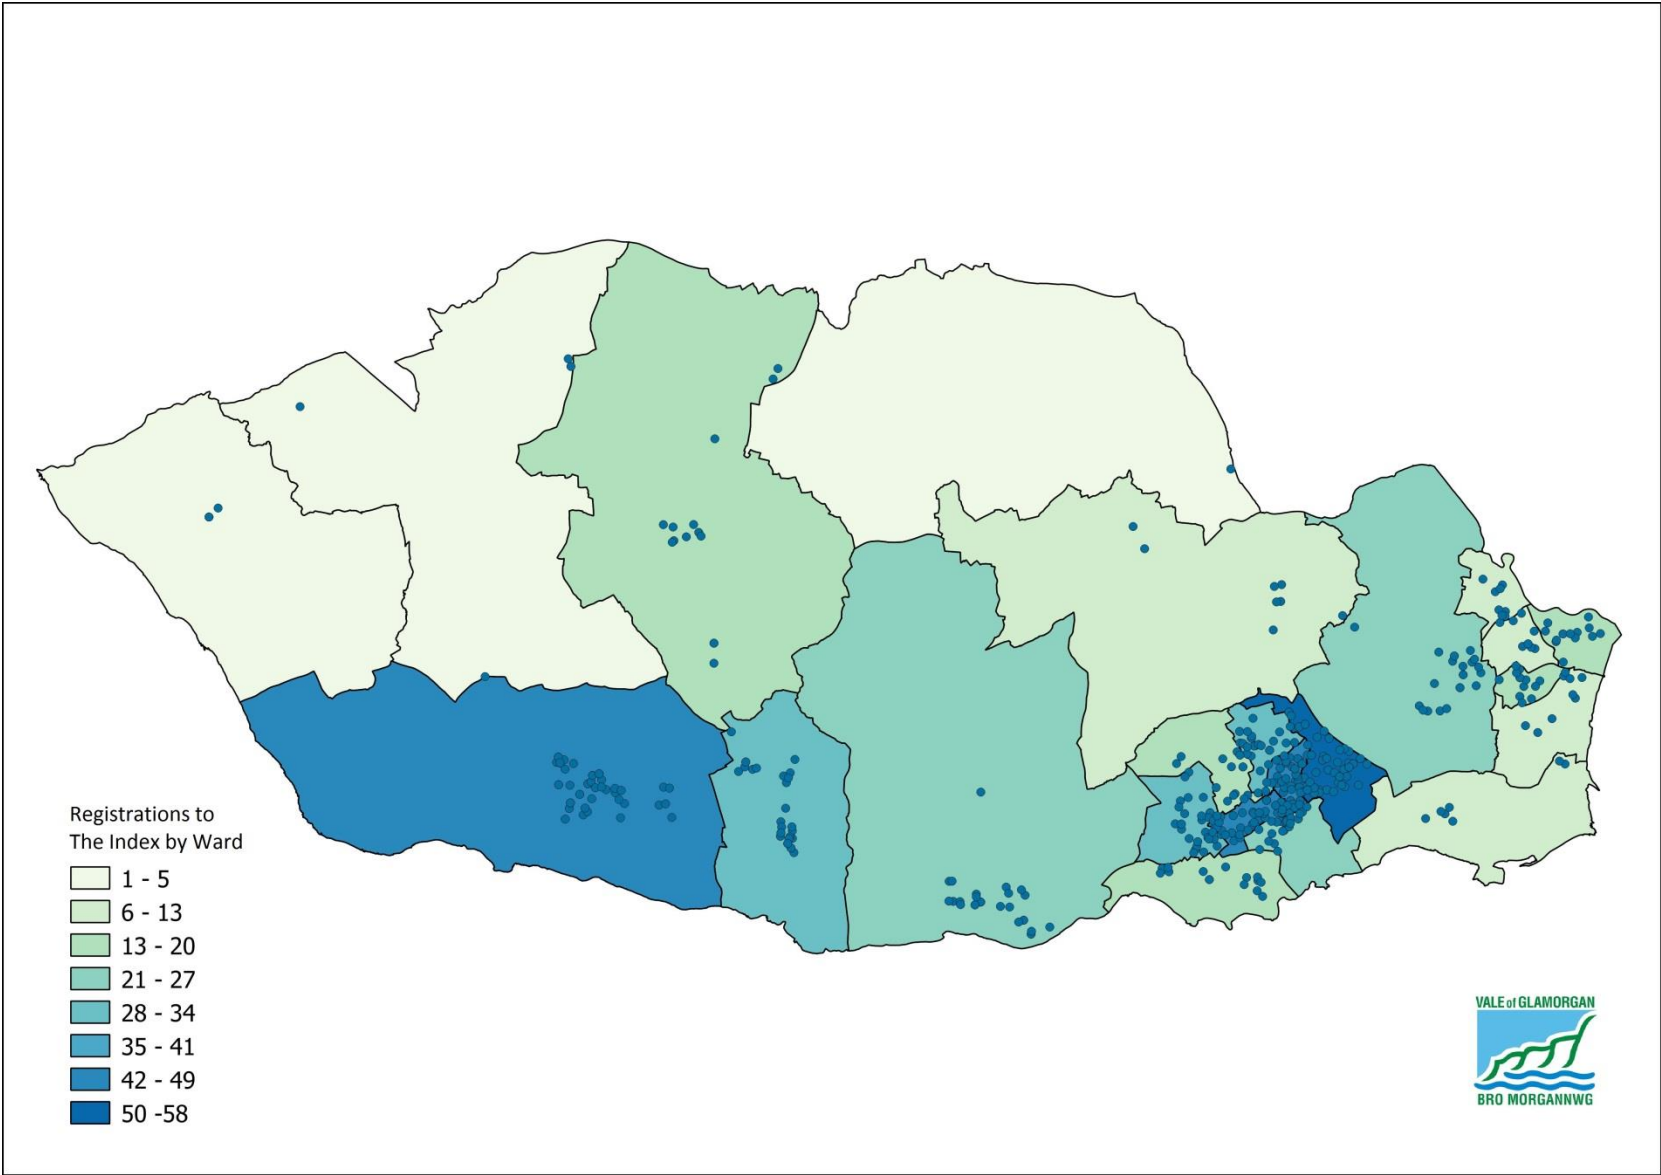 Registrations to
The Index by Ward
1 - 5
6 - 13
13 - 20
21 - 27
28 - 34
35 - 41
42 - 49
50 -58
VALE of GLAMORGAN
BRO MORGANNWG